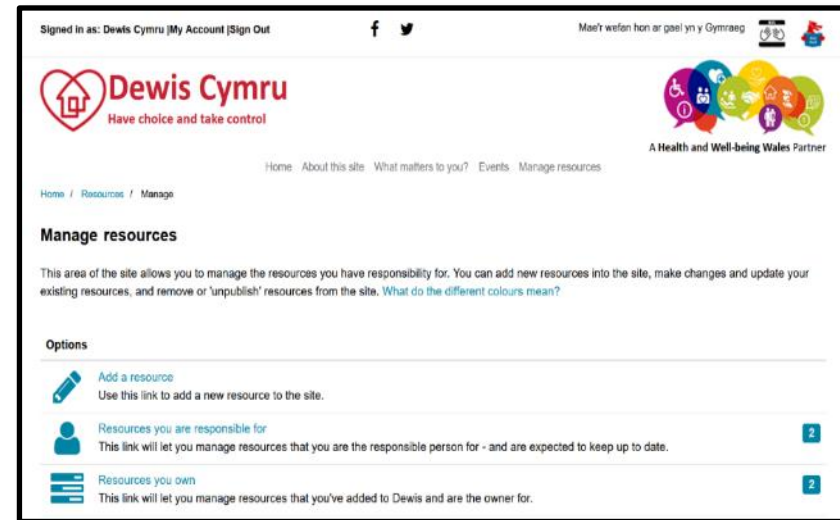 Signed in as: Dewis Cymru |My Account |Sign Out
Mae'r wefan hon ar gael yn y Gymraeg
Dewis Cymru
Have choice and take control
A Health and Well-being Wales Partner
Home About this site What matters to you? Events Manage resources
Home / Resources / Manage
Manage resources
This area of the site allows you to manage the resources you have responsibility for. You can add new resources into the site, make changes and update your
existing resources, and remove or 'unpublish' resources from the site. What do the different colours mean?
Options
Add a resource
Use this link to add a new resource to the site.
Resources you are responsible for
This link will let you manage resources that you are the responsible person for - and are expected to keep up to date.
2
Resources you own
This link will let you manage resources that you've added to Dewis and are the owner for.
2